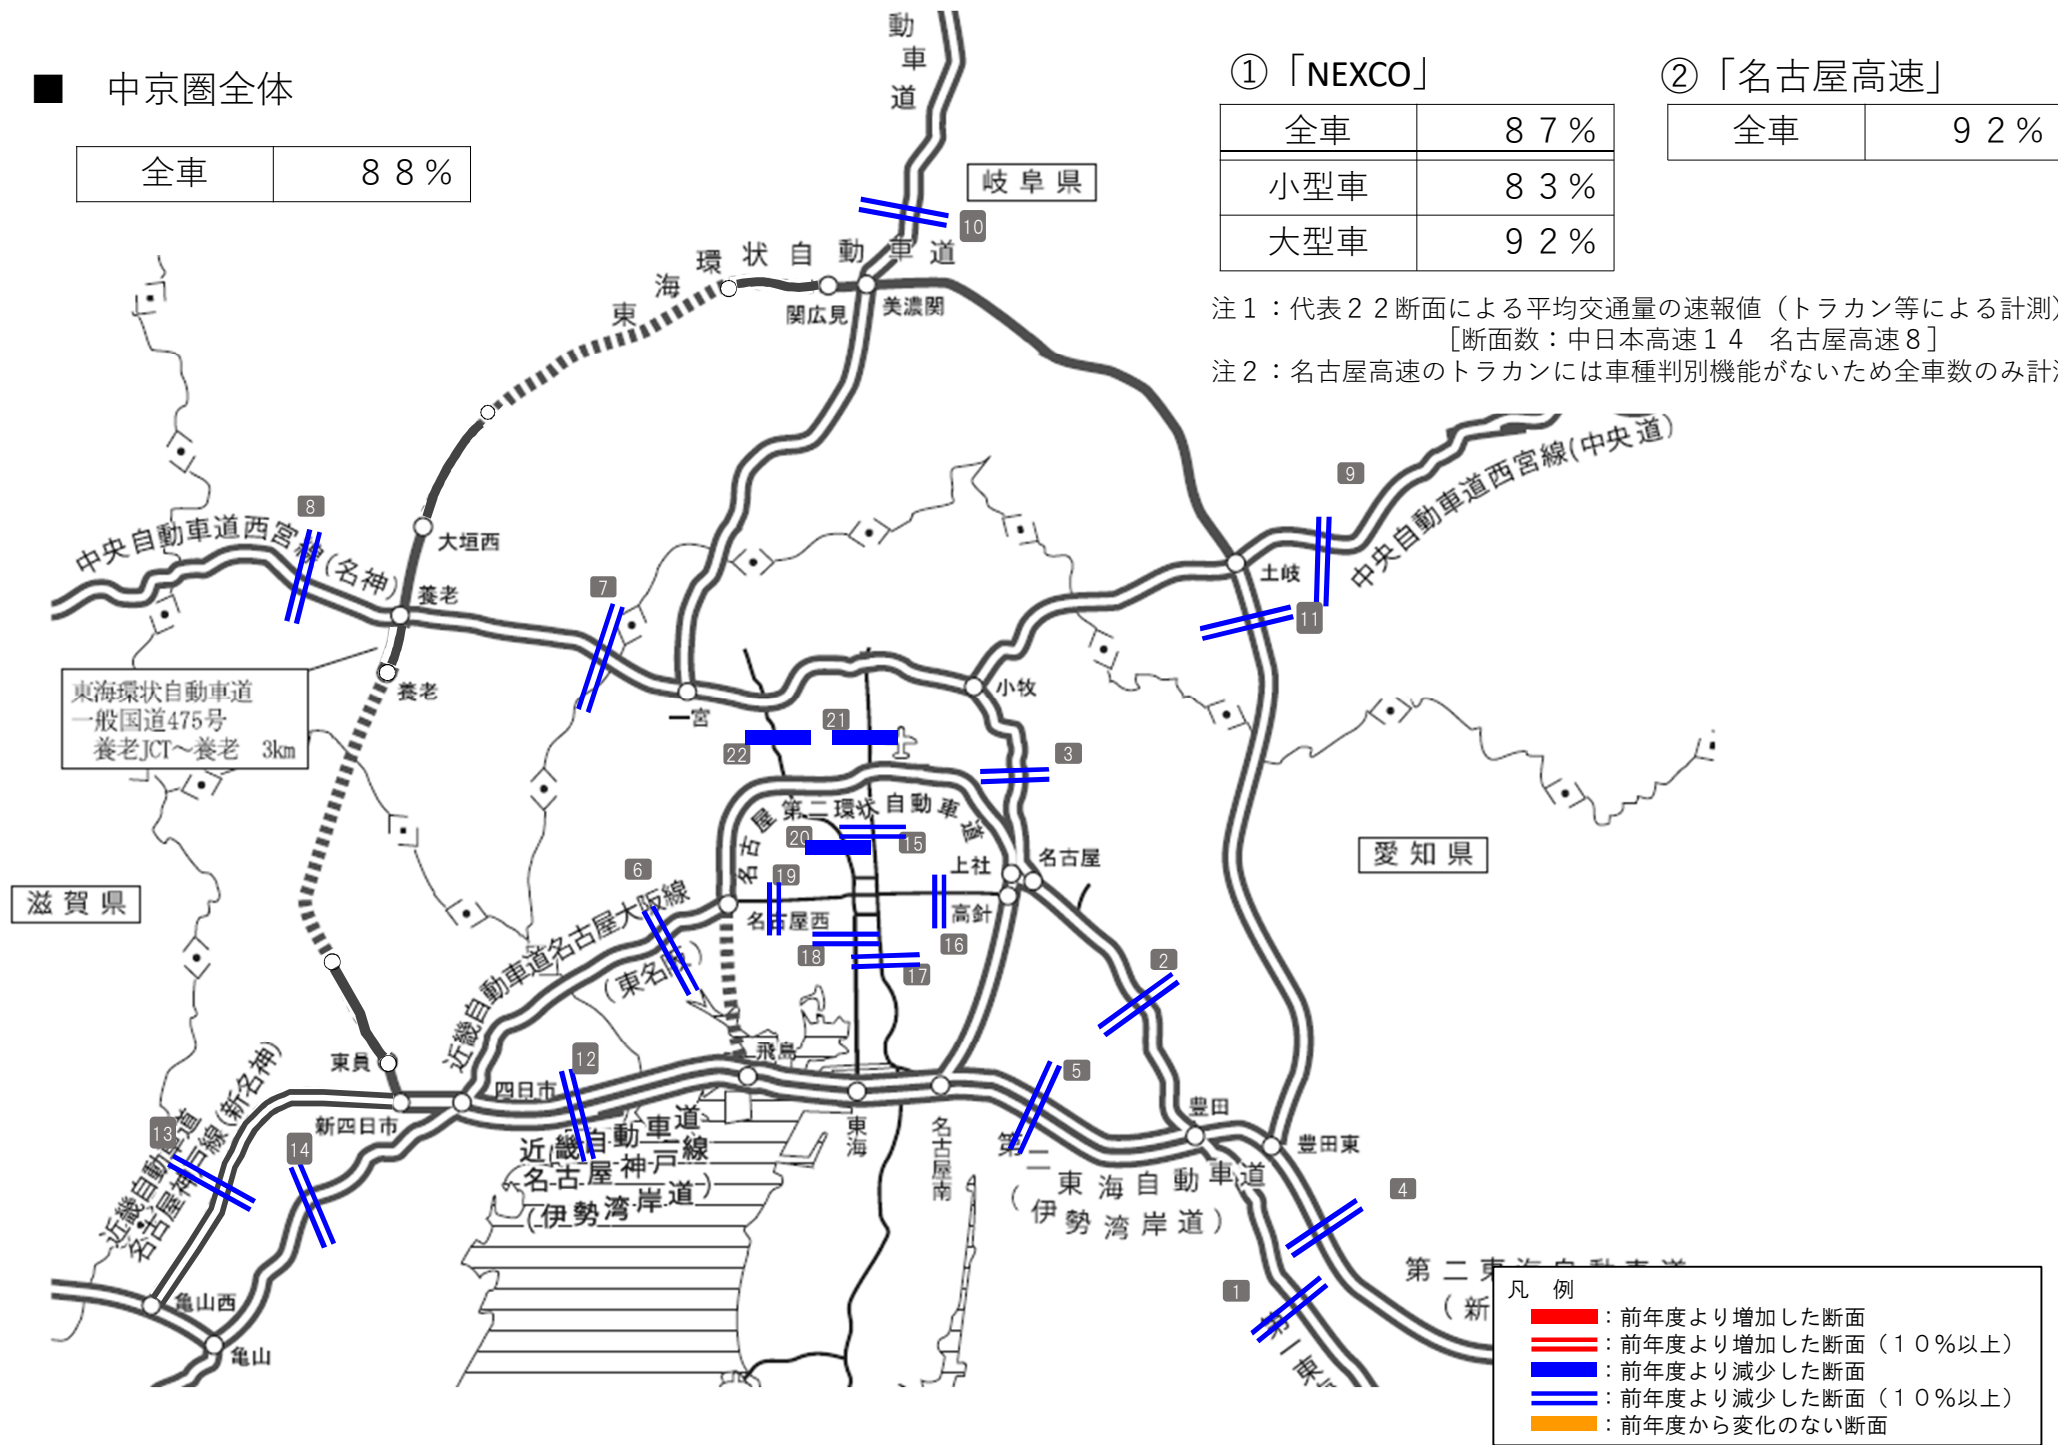 ■　中京圏全体
全車　８８％
①「NEXCO」
全車　８７％
小型車　８３％
大型車　９２％
②「名古屋高速」
全車　９２％
注１：代表２２断面による平均交通量の速報値（トラカン等による計測）
［断面数：中日本高速１４　名古屋高速８］
注２：名古屋高速のトラカンには車種判別機能がないため全車数のみ計
動車道
岐阜県
10
東海環状自動車道
関広見
美濃関
9
中央自動車道西宮線(中央道)
8
中央自動車道西宮線(名神)
大垣西
養老
7
土岐
11
養老
東海環状自動車道
一般国道475号
養老JCT～養老　3km
一宮
小牧
21
22
3
名古屋第二環状自動車道
20
15
上社
名古屋
愛知県
6
19
滋賀県
名古屋西
高針
16
18
17
2
近畿自動車道名古屋大阪線
(東名阪)
飛島
東員
12
四日市
5
新四日市
豊田
豊田東
東海
名古屋南
13
14
近畿自動車道
名古屋神戸線(新名神)
近畿自動車道
名古屋神戸線
(伊勢湾岸道)
第二東海自動車道
(伊勢湾岸道)
4
1
亀山西
亀山
第一東
第二東海自動車道
(新
凡　例
：前年度より増加した断面
：前年度より増加した断面（１０％以上）
：前年度より減少した断面
：前年度より減少した断面（１０％以上）
：前年度から変化のない断面